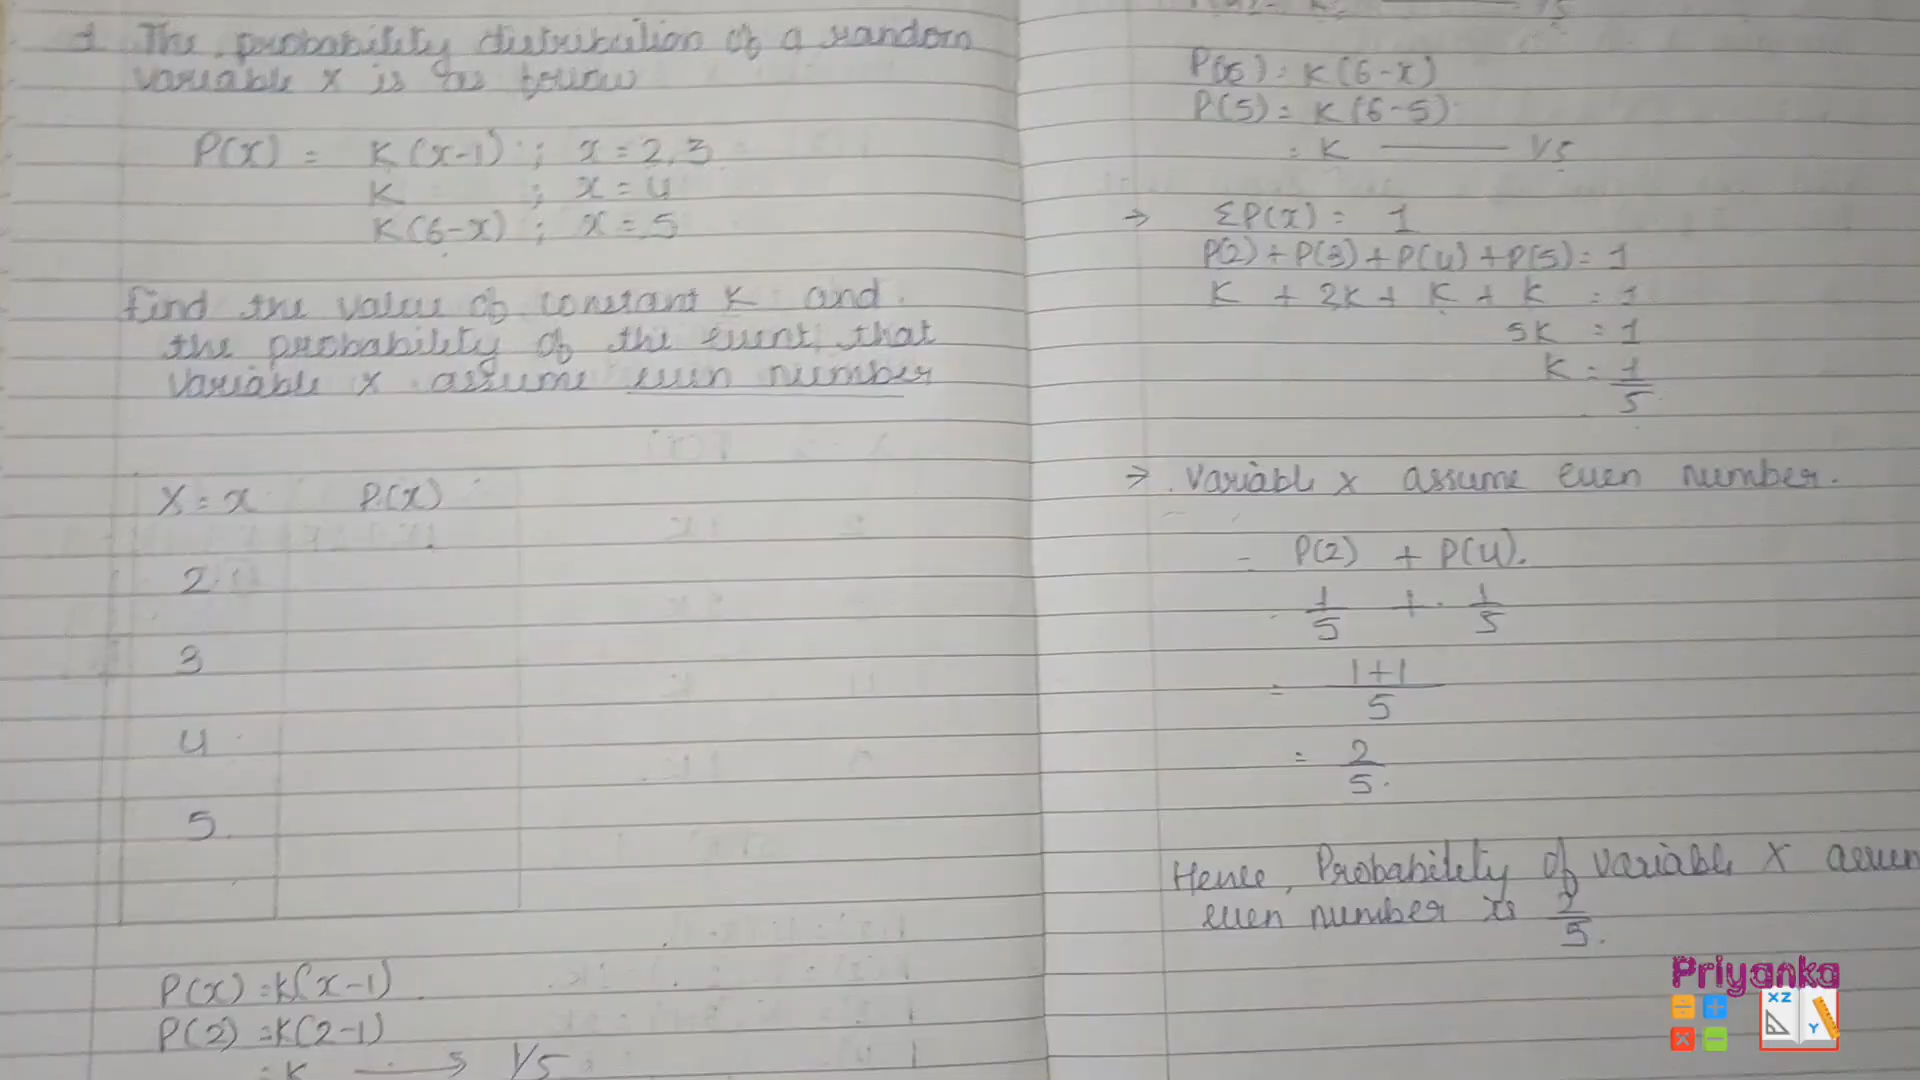 1 The probability distribution of a random
variable x is as follow
P(x) = K(x-1) ; x = 2,3
K ; x = 4
K(6-x) ; x = 5
find the value of constant K and
the probability of the event that
variable x assume even number
X = x P(x)
2
3
4
5
P(x) = K(x-1)
P(2) = K(2-1)
= K → 1/5
P(x) = K(6-x)
P(5) = K(6-5)
= K — 1/5
→ ΣP(x) = 1
P(2) + P(3) + P(4) + P(5) = 1
K + 2K + K + K = 1
5K = 1
K = 1/5
→ variable x assume even number.
= P(2) + P(4).
1/5 + 1/5
= 1+1/5
= 2/5.
Hence, Probability of variable X
even number is 2/5.
Priyanka
XZ
Y